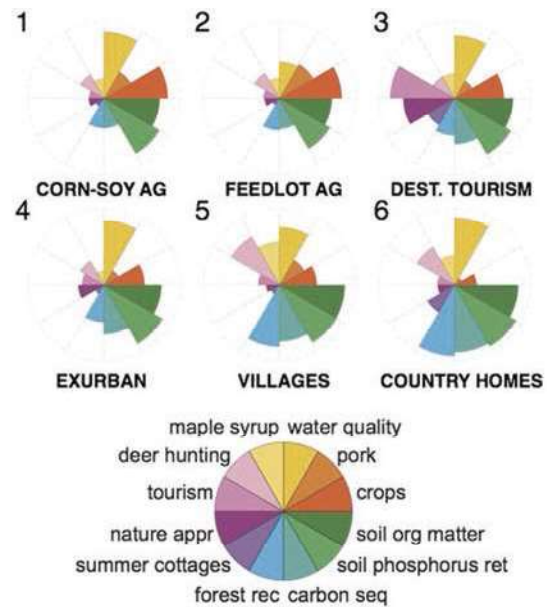 1 2 3
CORN-SOY AG FEEDLOT AG DEST. TOURISM
4 5 6
EXURBAN VILLAGES COUNTRY HOMES
maple syrup water quality
deer hunting pork
tourism crops
nature appr soil org matter
summer cottages soil phosphorus ret
forest rec carbon seq